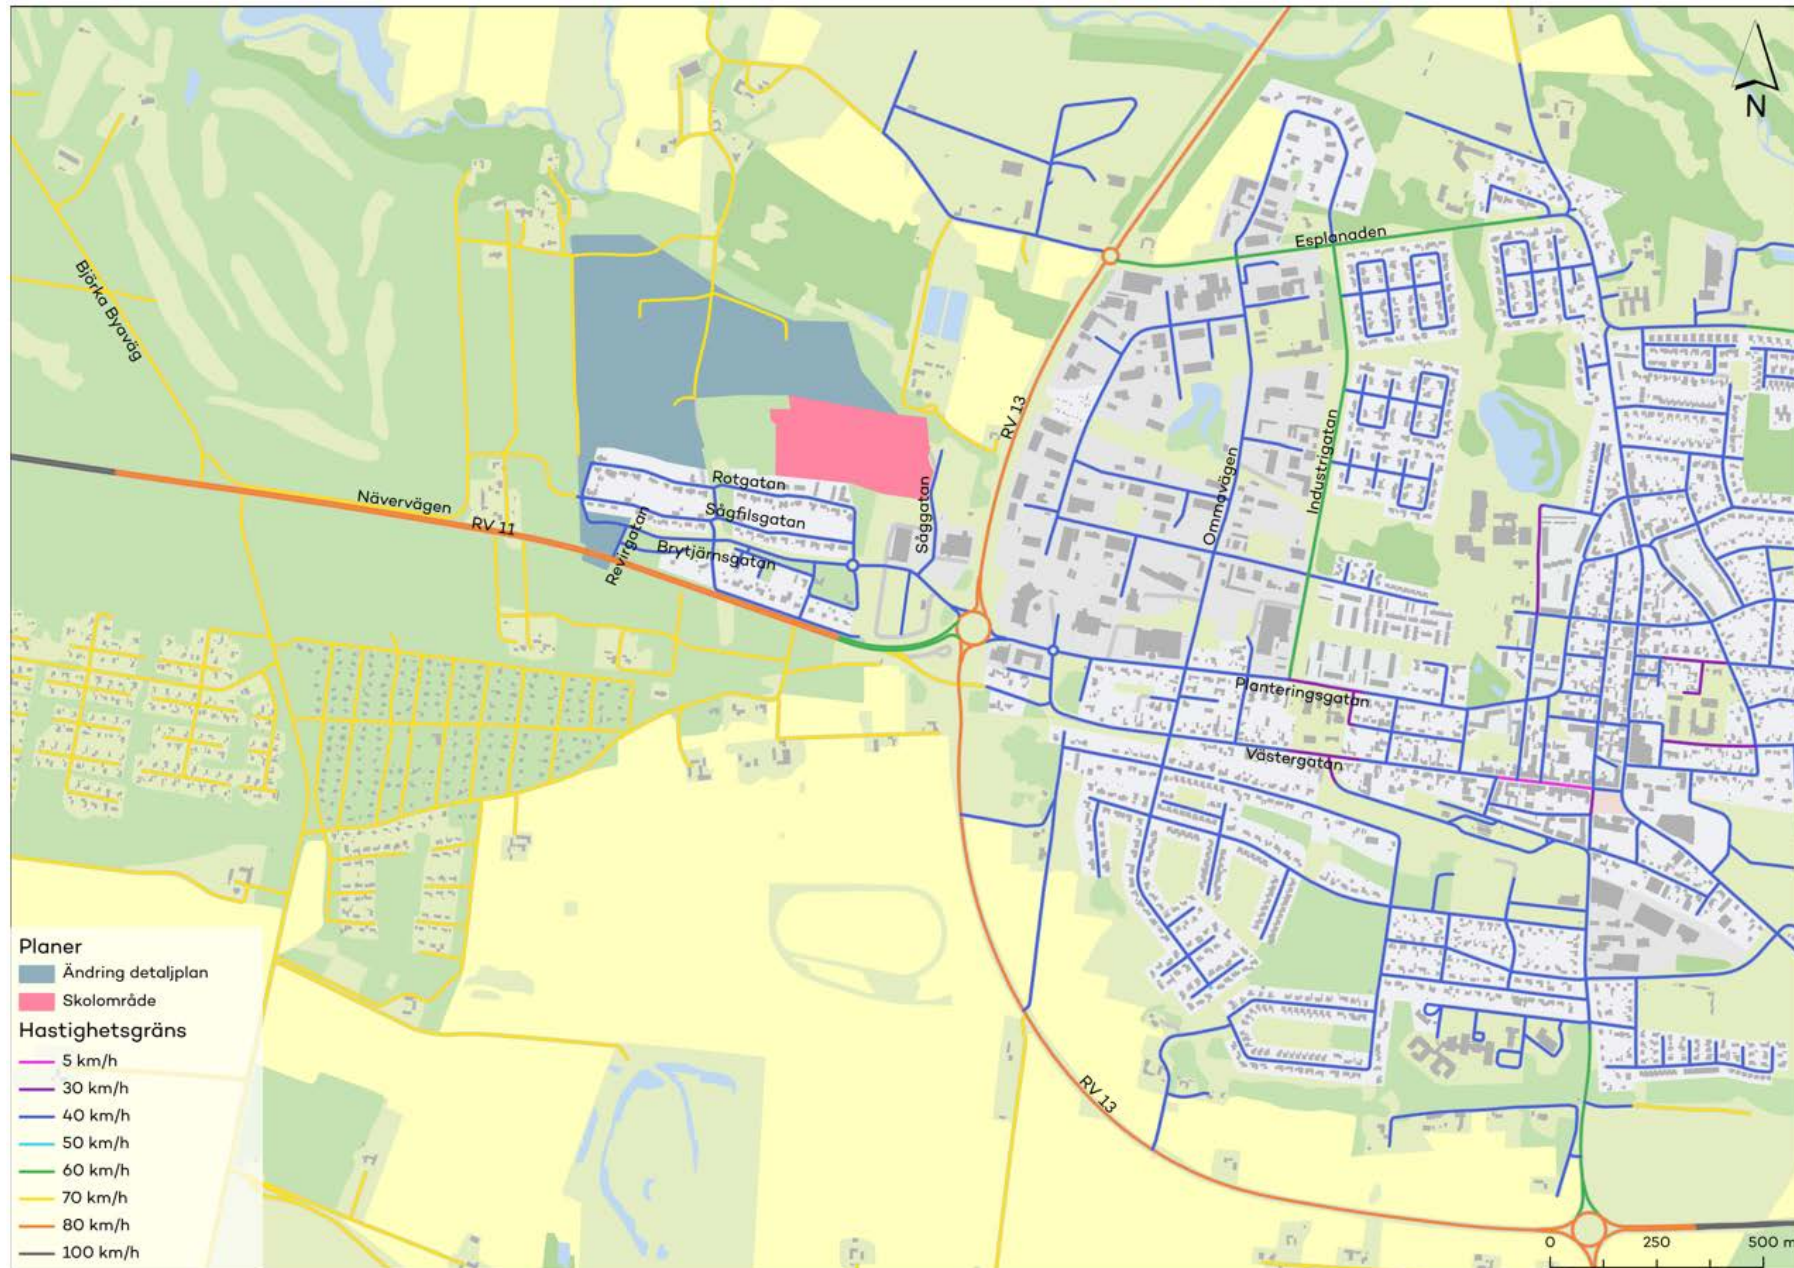 N
Esplanaden
Björka Byaväg
RV 13
Industrigatan
Ommavägen
Rotgatan
Nävervägen
Sågfilsgatan
Såggatan
RV 11
Revirgatan
Brytjärnsgatan
Planteringsgatan
Västergatan
Planer
Ändring detaljplan
Skolområde
Hastighetsgräns
5 km/h
30 km/h
40 km/h
50 km/h
60 km/h
70 km/h
80 km/h
100 km/h
RV 13
0 250 500 m